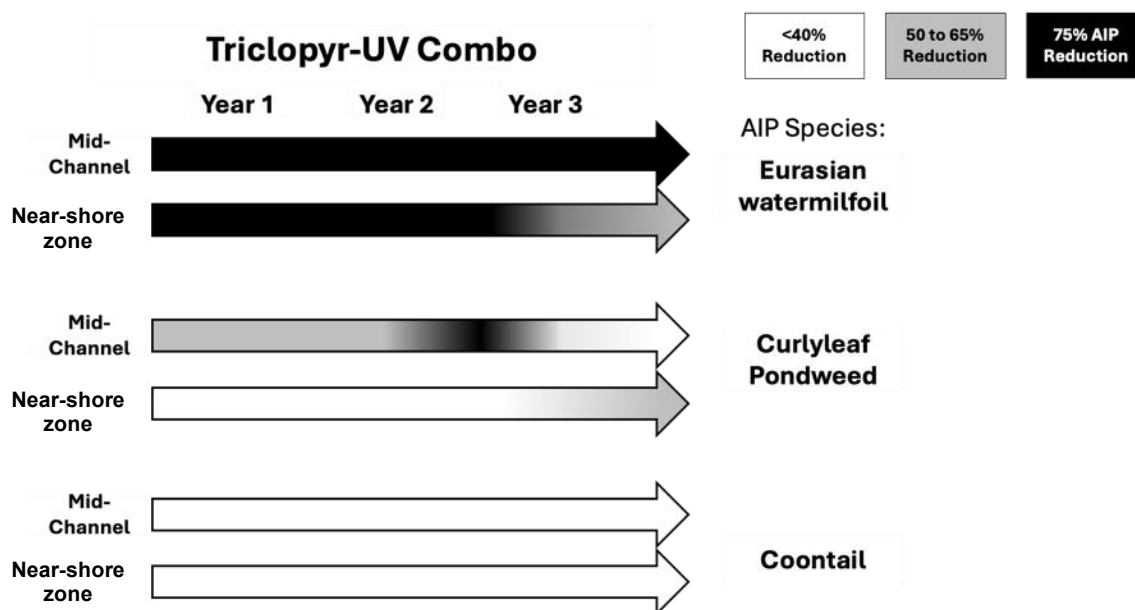 Triclopyr-UV Combo
<40%
Reduction
50 to 65%
Reduction
75% AIP
Reduction
Year 1
Year 2
Year 3
AIP Species:
Mid-
Channel
Near-shore
zone
Eurasian
watermilfoil
Mid-
Channel
Near-shore
zone
Curlyleaf
Pondweed
Mid-
Channel
Near-shore
zone
Coontail